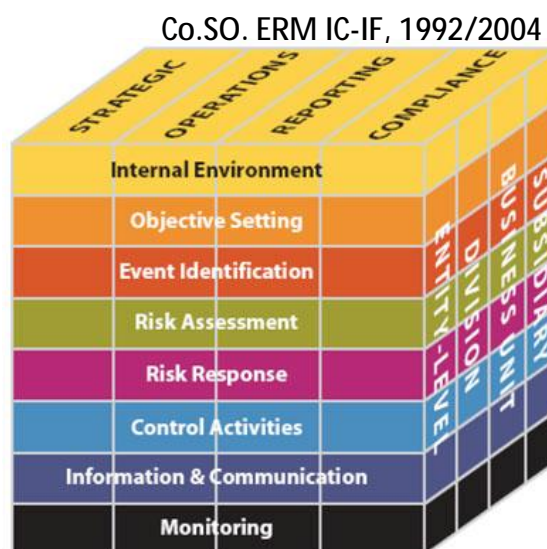 Co.SO. ERM IC-IF, 1992/2004
STRATEGIC
OPERATIONS
REPORTING
COMPLIANCE
Internal Environment
Objective Setting
Event Identification
Risk Assessment
Risk Response
Control Activities
Information & Communication
Monitoring
ENTITY-LEVEL
DIVISION
BUSINESS UNIT
SUBSIDIARY